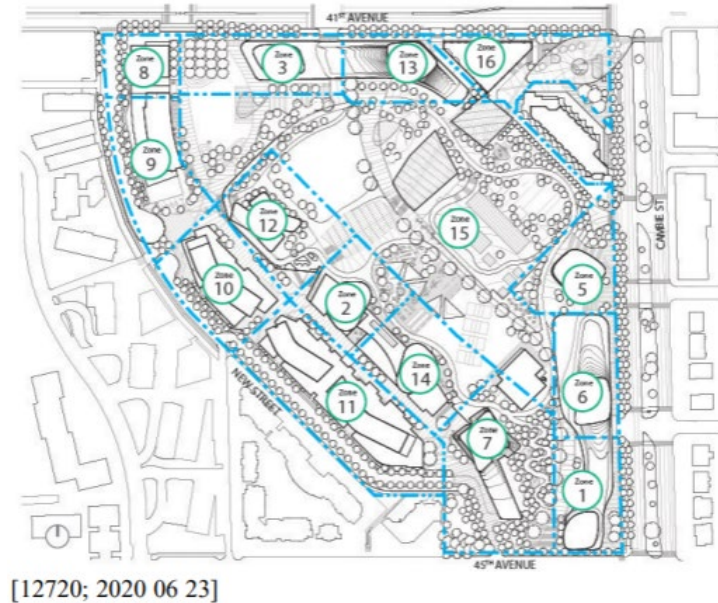 41ST AVENUE
Zone
8
Zone
3
Zone
13
Zone
16
Zone
9
Zone
12
Zone
15
Zone
10
Zone
2
Zone
5
CAMBIE ST
Zone
11
Zone
14
Zone
6
NEW STREET
Zone
7
Zone
1
45TH AVENUE
[12720; 2020 06 23]